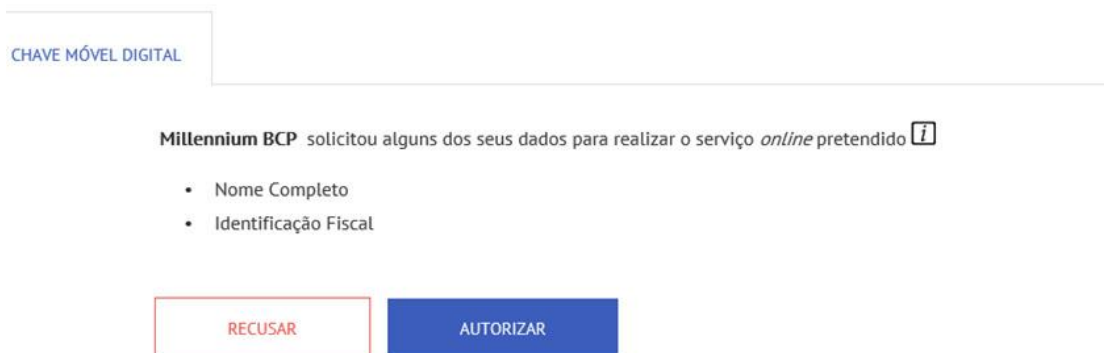 CHAVE MÓVEL DIGITAL
Millennium BCP solicitou alguns dos seus dados para realizar o serviço online pretendido i
• Nome Completo
• Identificação Fiscal
RECUSAR
AUTORIZAR